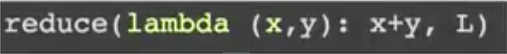 reduce(lambda (x,y): x+y, L)